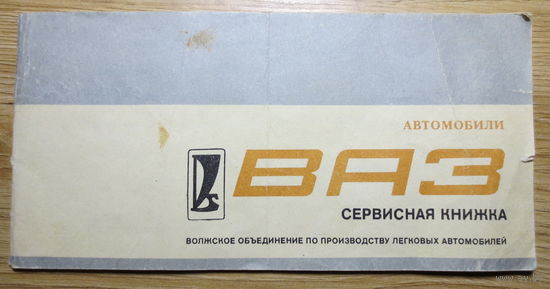 АВТОМОБИЛИ
ВАЗ
СЕРВИСНАЯ КНИЖКА
ВОЛЖСКОЕ ОБЪЕДИНЕНИЕ ПО ПРОИЗВОДСТВУ ЛЕГКОВЫХ АВТОМОБИЛЕЙ